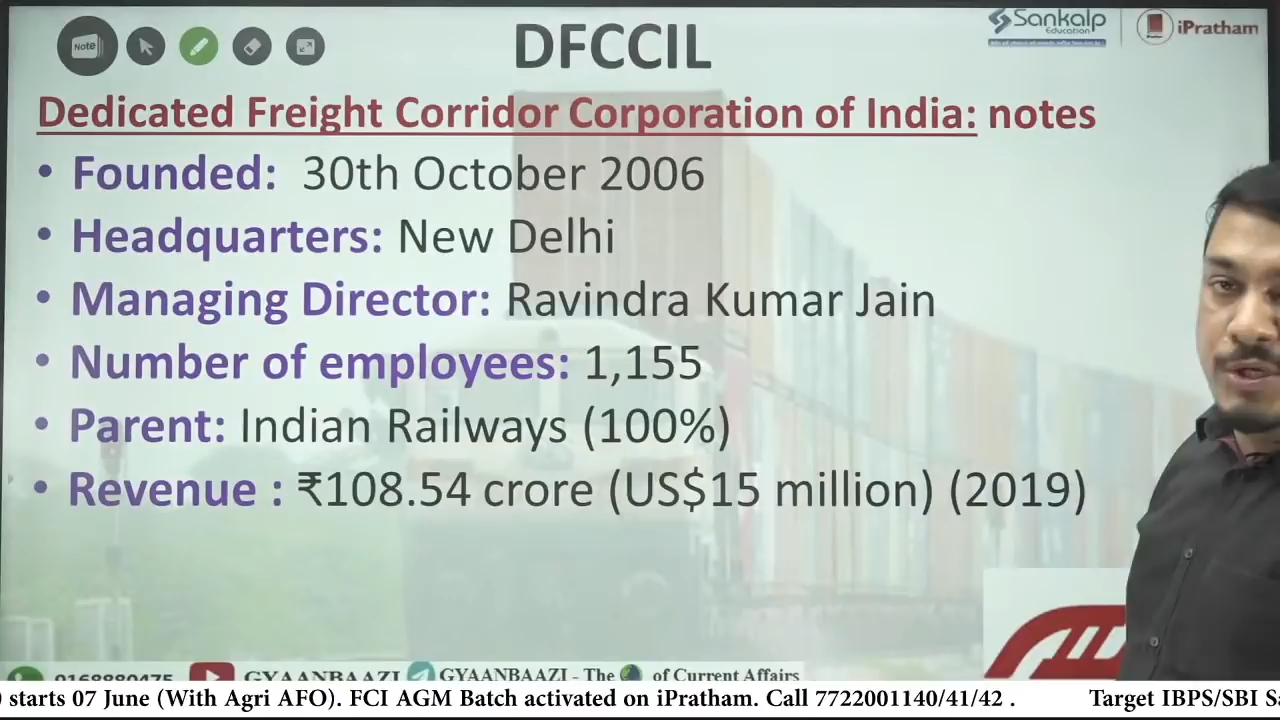 Note
DFCCIL
Sankalp
Education
iPratham
Dedicated Freight Corridor Corporation of India: notes
• Founded: 30th October 2006
• Headquarters: New Delhi
• Managing Director: Ravindra Kumar Jain
• Number of employees: 1,155
• Parent: Indian Railways (100%)
• Revenue : ₹108.54 crore (US$15 million) (2019)
GYAANBAAZI
GYAANBAAZI - The of Current Affairs
starts 07 June (With Agri AFO). FCI AGM Batch activated on iPratham. Call 7722001140/41/42 . Target IBPS/SBI